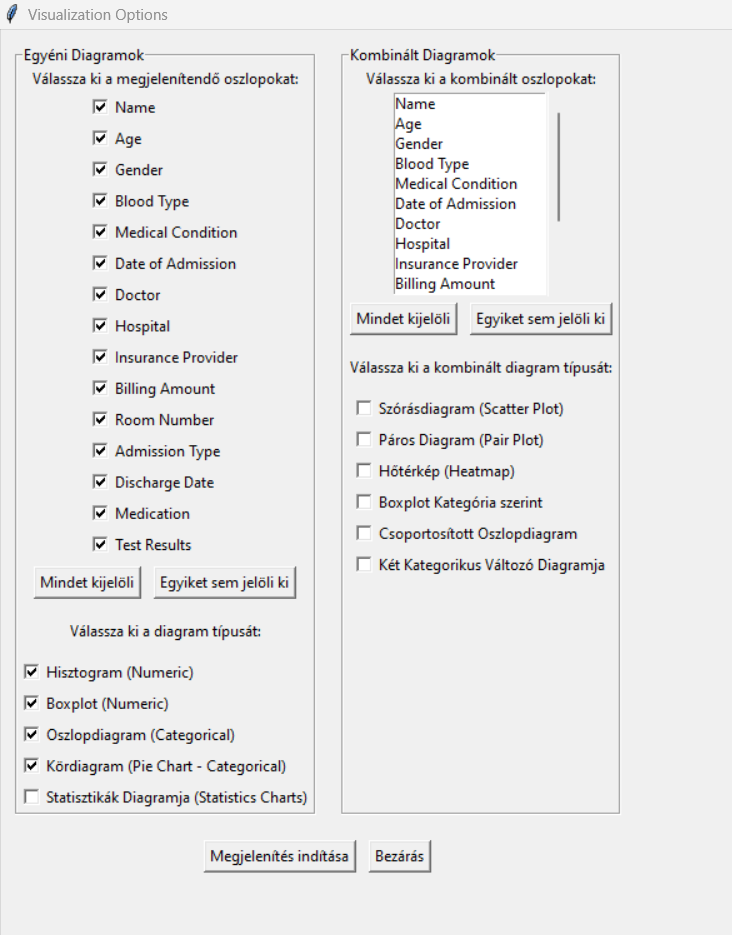 Visualization Options
Egyéni Diagramok
Válassza ki a megjelenítendő oszlopokat:
Name
Age
Gender
Blood Type
Medical Condition
Date of Admission
Doctor
Hospital
Insurance Provider
Billing Amount
Room Number
Admission Type
Discharge Date
Medication
Test Results
Mindet kijelöli
Egyiket sem jelöli ki
Válassza ki a diagram típusát:
Hisztogram (Numeric)
Boxplot (Numeric)
Oszlopdiagram (Categorical)
Kördiagram (Pie Chart - Categorical)
Statisztikák Diagramja (Statistics Charts)
Kombinált Diagramok
Válassza ki a kombinált oszlopokat:
Name
Age
Gender
Blood Type
Medical Condition
Date of Admission
Doctor
Hospital
Insurance Provider
Billing Amount
Mindet kijelöli
Egyiket sem jelöli ki
Válassza ki a kombinált diagram típusát:
Szórásdiagram (Scatter Plot)
Páros Diagram (Pair Plot)
Hőtérkép (Heatmap)
Boxplot Kategória szerint
Csoportosított Oszlopdiagram
Két Kategorikus Változó Diagramja
Megjelenítés indítása
Bezárás